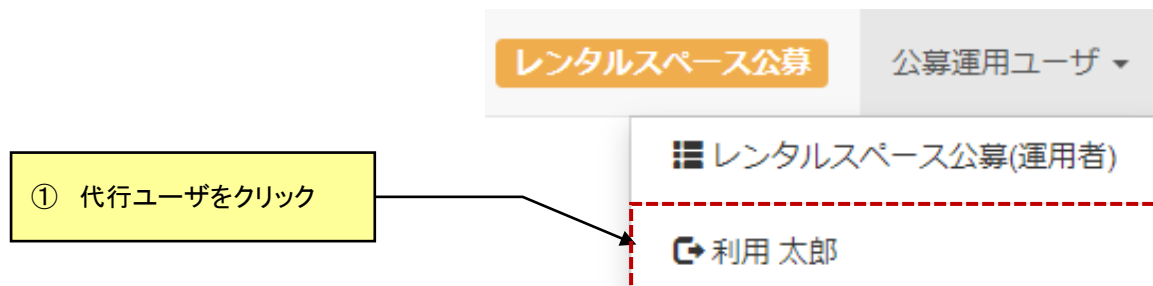 レンタルスペース公募
公募運用ユーザ
レンタルスペース公募(運用者)
① 代行ユーザをクリック
利用 太郎